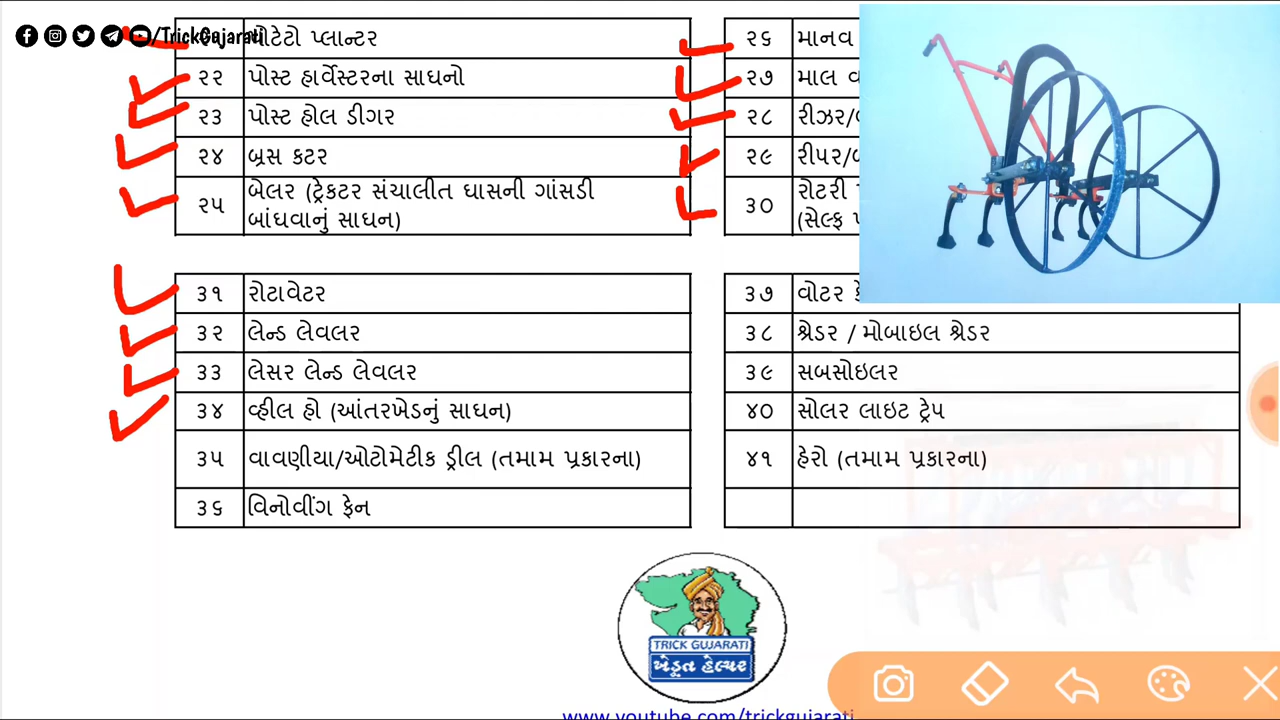 /TrickGujarati
પોટેટો પ્લાન્ટર
૨૨ પોસ્ટ હાર્વેસ્ટરના સાધનો
૨૩ પોસ્ટ હોલ ડીગર
૨૪ બ્રસ કટર
૨૫ બેલર (ટ્રેકટર સંચાલીત ઘાસની ગાંસડી
બાંધવાનું સાધન)
૨૬ માનવ
૨૭ માલ
૨૮ રીઝર/
૨૯ રીપર/
૩૦ રોટરી
(સેલ્ફ
૩૧ રોટાવેટર
૩૨ લેન્ડ લેવલર
૩૩ લેસર લેન્ડ લેવલર
૩૪ વ્હીલ હો (આંતરખેડનું સાધન)
૩૫ વાવણીયા/ઓટોમેટીક ડ્રીલ (તમામ પ્રકારના)
૩૬ વિનોવીંગ ફેન
૩૭ વોટર
૩૮ શ્રેડર / મોબાઇલ શ્રેડર
૩૯ સબસોઇલર
૪૦ સોલર લાઇટ ટ્રેપ
૪૧ હેરો (તમામ પ્રકારના)
TRICK GUJARATI
ખેડૂત હેલ્પર
www.youtube.com/trickgujarati